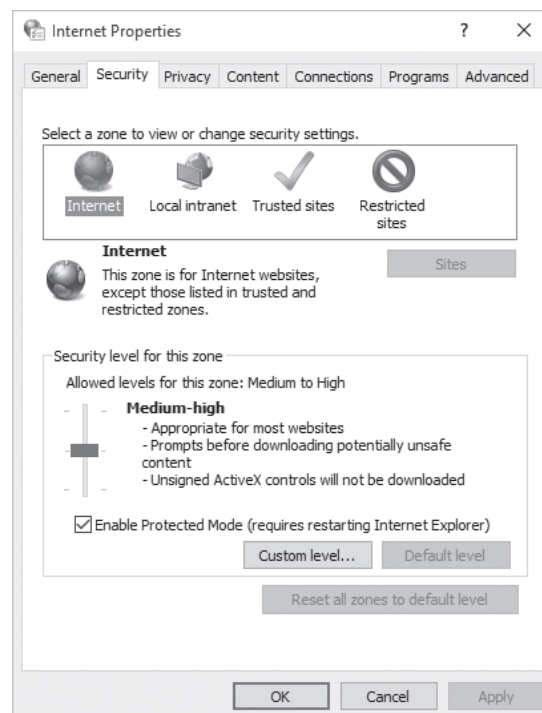 Internet Properties
? X
General Security Privacy Content Connections Programs Advanced
Select a zone to view or change security settings.
Internet Local intranet Trusted sites Restricted
sites
Internet
Sites
This zone is for Internet websites,
except those listed in trusted and
restricted zones.
Security level for this zone
Allowed levels for this zone: Medium to High
Medium-high
- Appropriate for most websites
- Prompts before downloading potentially unsafe
content
- Unsigned ActiveX controls will not be downloaded
Enable Protected Mode (requires restarting Internet Explorer)
Custom level... Default level
Reset all zones to default level
OK Cancel Apply